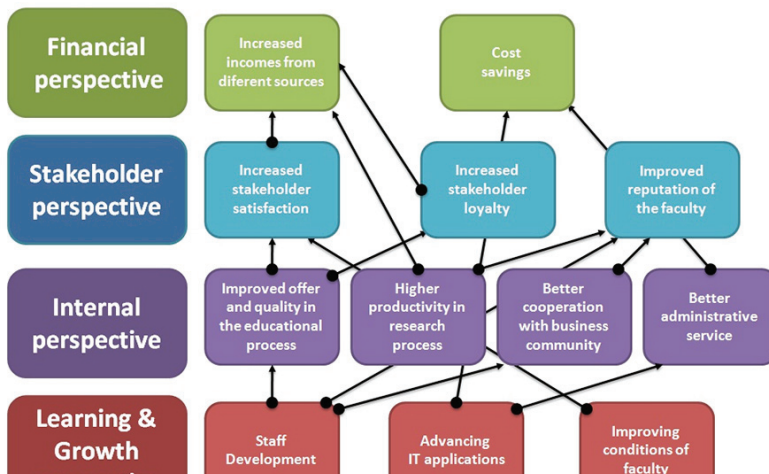 Financial
perspective
Increased
incomes from
diferent sources
Cost
savings
Stakeholder
perspective
Increased
stakeholder
satisfaction
Increased
stakeholder
loyalty
Improved
reputation of
the faculty
Internal
perspective
Improved offer
and quality in
the educational
process
Higher
productivity in
research
process
Better
cooperation
with business
community
Better
administrative
service
Learning &
Growth
Staff
Development
Advancing
IT applications
Improving
conditions of
faculty